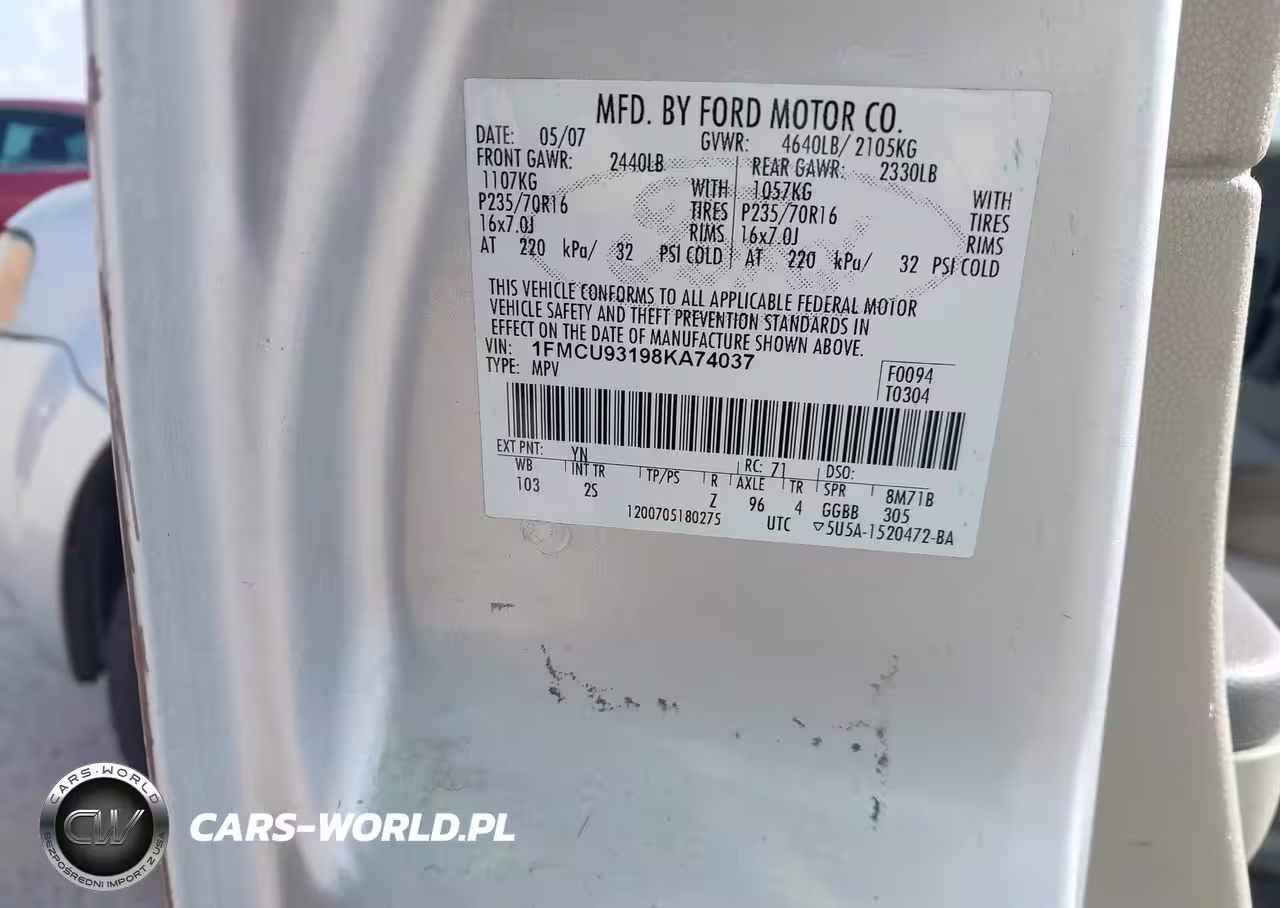 MFD. BY FORD MOTOR CO.
DATE: 05/07 GVWR: 4640LB/ 2105KG
FRONT GAWR: 2440LB REAR GAWR: 2330LB
1107KG WITH 1057KG WITH
P235/70R16 TIRES P235/70R16 TIRES
16x7.0J RIMS 16x7.0J RIMS
AT 220 kPa/ 32 PSI COLD AT 220 kPa/ 32 PSI COLD
THIS VEHICLE CONFORMS TO ALL APPLICABLE FEDERAL MOTOR
VEHICLE SAFETY AND THEFT PREVENTION STANDARDS IN
EFFECT ON THE DATE OF MANUFACTURE SHOWN ABOVE.
VIN: 1FMCU93198KA74037
TYPE: MPV
F0094
T0304
EXT PNT: YN RC: 71 DSO:
WB INT TR TP/PS R AXLE TR SPR 8M71B
103 2S Z 96 4 GGBB 305
1200705180275 UTC ▽5U5A-1520472-BA
CARS-WORLD
CW
BEZPOŚREDNI IMPORT Z USA
CARS-WORLD.PL